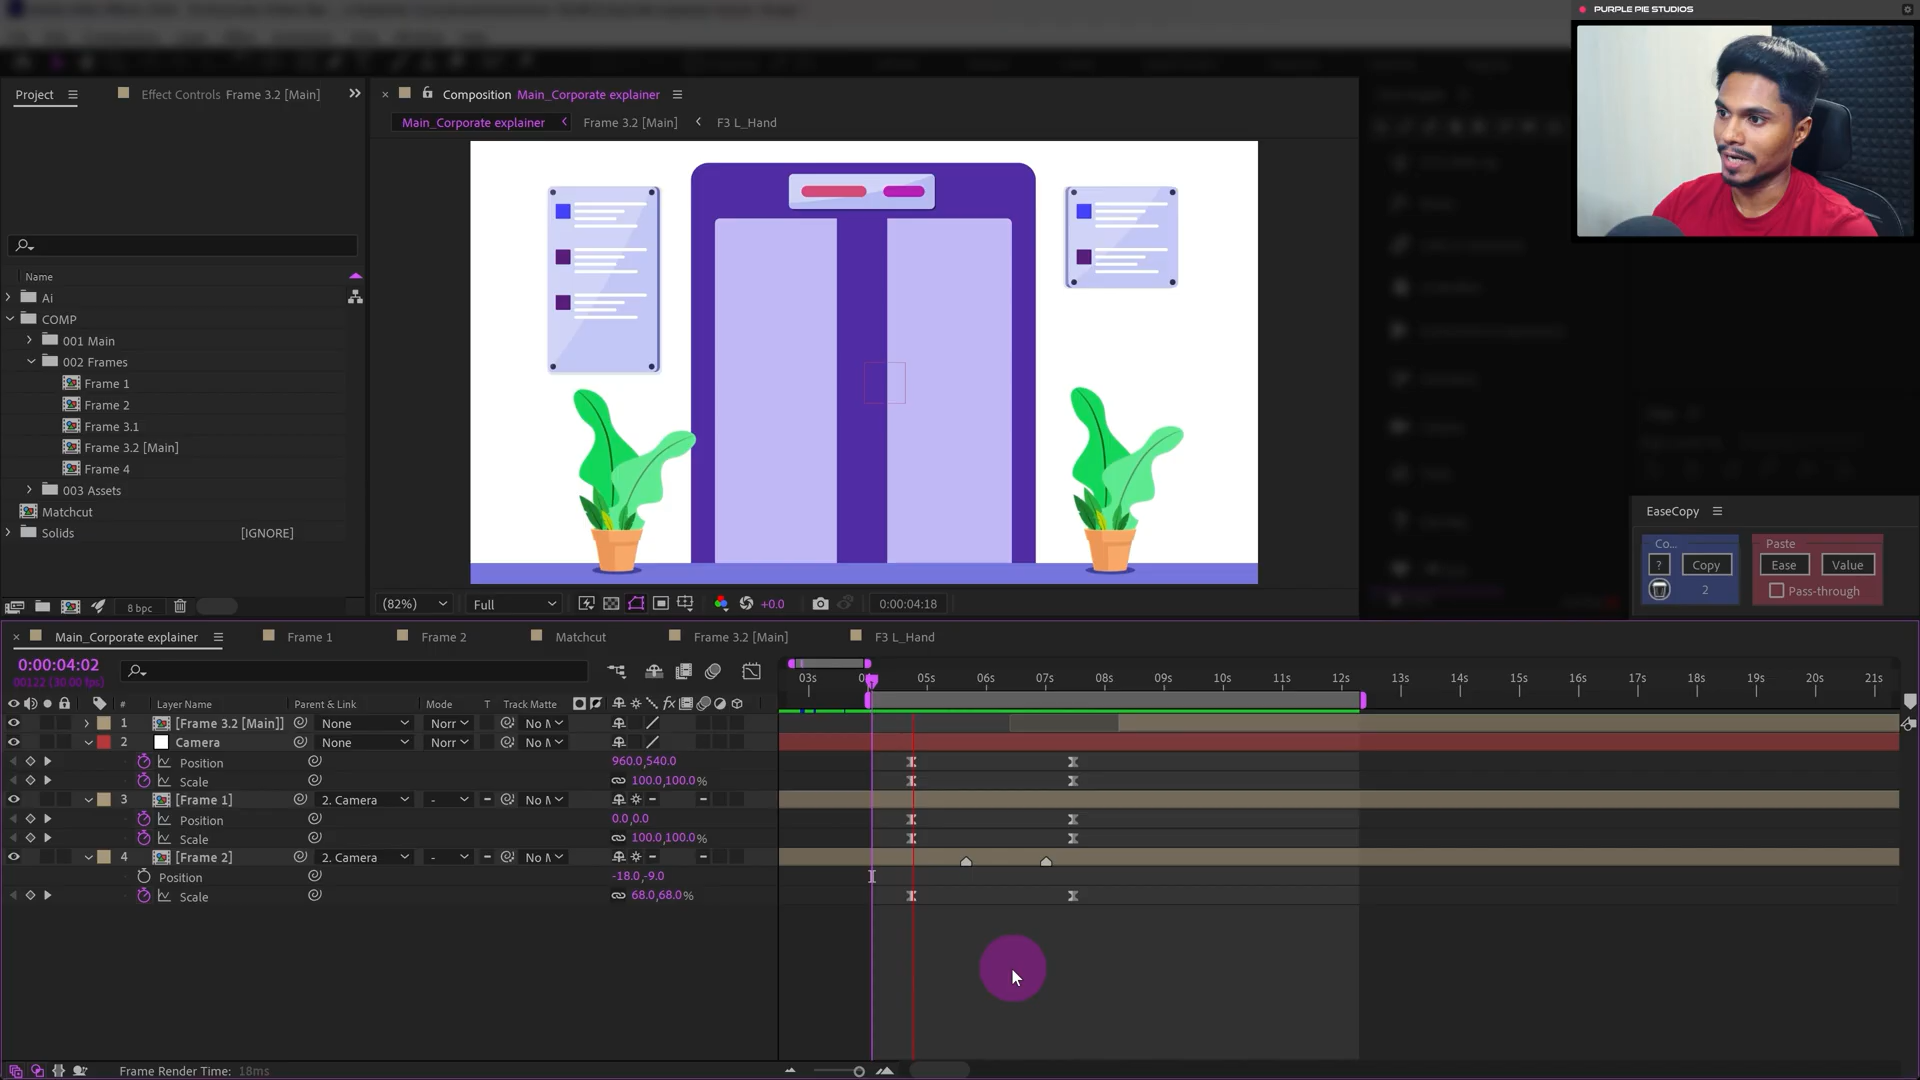 PURPLE PIE STUDIOS
Project
Effect Controls Frame 3.2 [Main]
Composition Main_Corporate explainer
Main_Corporate explainer
Frame 3.2 [Main]
F3 L_Hand
Name
Ai
COMP
001 Main
002 Frames
Frame 1
Frame 2
Frame 3.1
Frame 3.2 [Main]
Frame 4
003 Assets
Matchcut
Solids [IGNORE]
8 bpc
(82%)
Full
+0.0
0:00:04:18
EaseCopy
Co...
Paste
? Copy
Ease Value
2
Pass-through
Main_Corporate explainer
Frame 1
Frame 2
Matchcut
Frame 3.2 [Main]
F3 L_Hand
0:00:04:02
00122 (30.00 fps)
03s
05s 06s 07s 08s 09s 10s 11s 12s 13s 14s 15s 16s 17s 18s 19s 20s 21s
# Layer Name Parent & Link Mode T Track Matte
1 [Frame 3.2 [Main]] None Norr No M
2 Camera None Norr No M
Position 960.0,540.0
Scale 100.0,100.0%
3 [Frame 1] 2. Camera - No M
Position 0.0,0.0
Scale 100.0,100.0%
4 [Frame 2] 2. Camera - No M
Position -18.0,-9.0
Scale 68.0,68.0%
Frame Render Time: 18ms